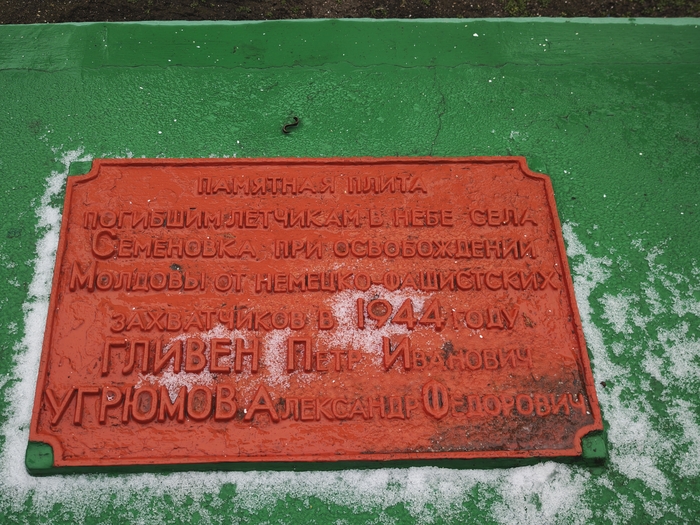 ПАМЯТНАЯ ПЛИТА
ПОГИБШИМ ЛЕТЧИКАМ В НЕБЕ СЕЛА
СЕМЕНОВКА ПРИ ОСВОБОЖДЕНИИ
МОЛДОВЫ ОТ НЕМЕЦКО-ФАШИСТСКИХ
ЗАХВАТЧИКОВ В 1944 ГОДУ
ГЛИВЕН ПЕТР ИВАНОВИЧ
УГРЮМОВ АЛЕКСАНДР ФЕДОРОВИЧ